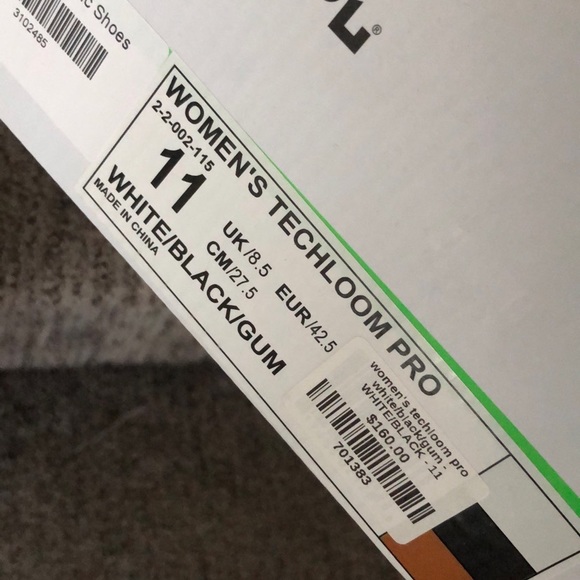 c Shoes
3102485
®
WOMEN'S TECHLOOM PRO
2-2-002-115
11
UK/8.5 EUR/42.5
CM/27.5
WHITE/BLACK/GUM
MADE IN CHINA
women's techloom pro
white/black/gum -
WHITE/BLACK - 11
$160.00
701383